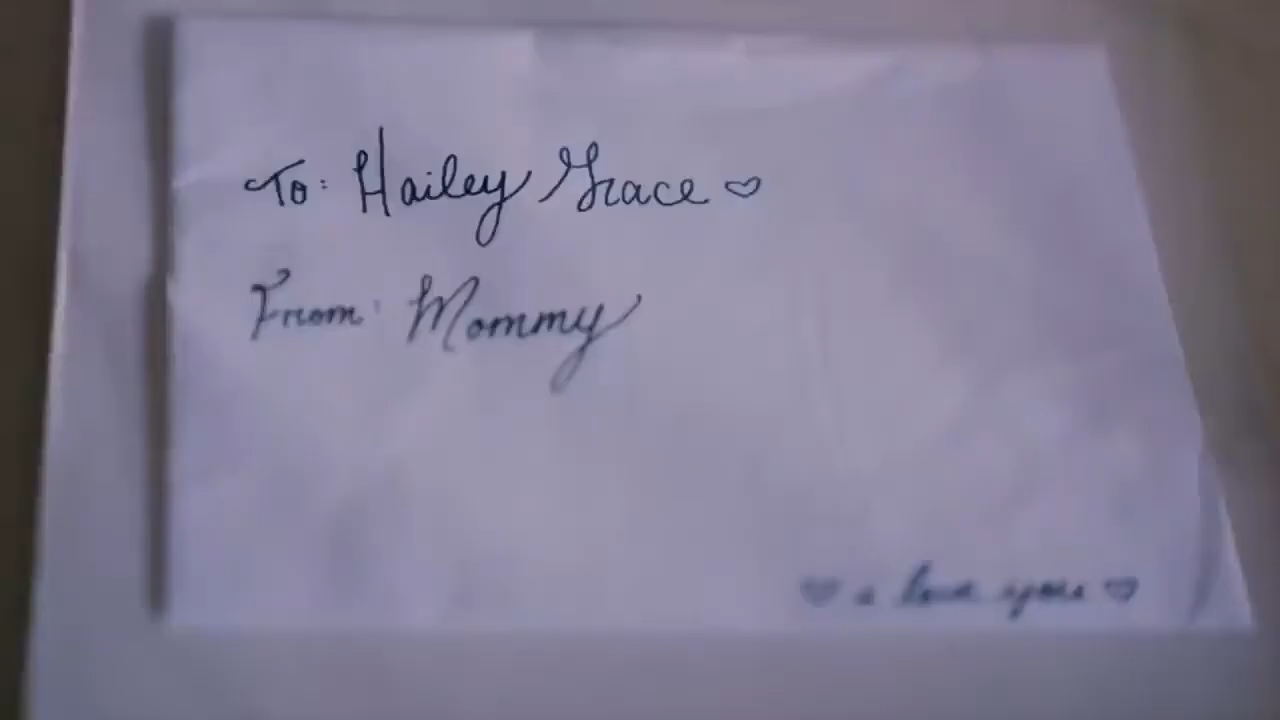 To: Hailey Grace ♡
From: Mommy
♡ i love you ♡